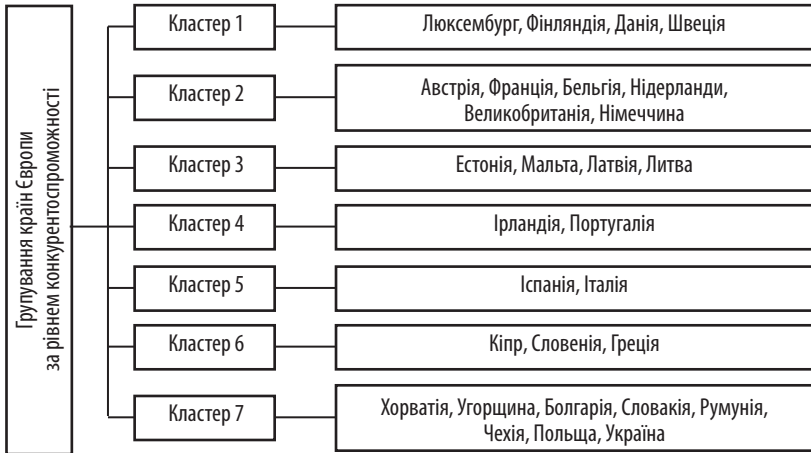 Групування країн Європи
за рівнем конкурентоспроможності
Кластер 1
Люксембург, Фінляндія, Данія, Швеція
Кластер 2
Австрія, Франція, Бельгія, Нідерланди,
Великобританія, Німеччина
Кластер 3
Естонія, Мальта, Латвія, Литва
Кластер 4
Ірландія, Португалія
Кластер 5
Іспанія, Італія
Кластер 6
Кіпр, Словенія, Греція
Кластер 7
Хорватія, Угорщина, Болгарія, Словакія, Румунія,
Чехія, Польща, Україна